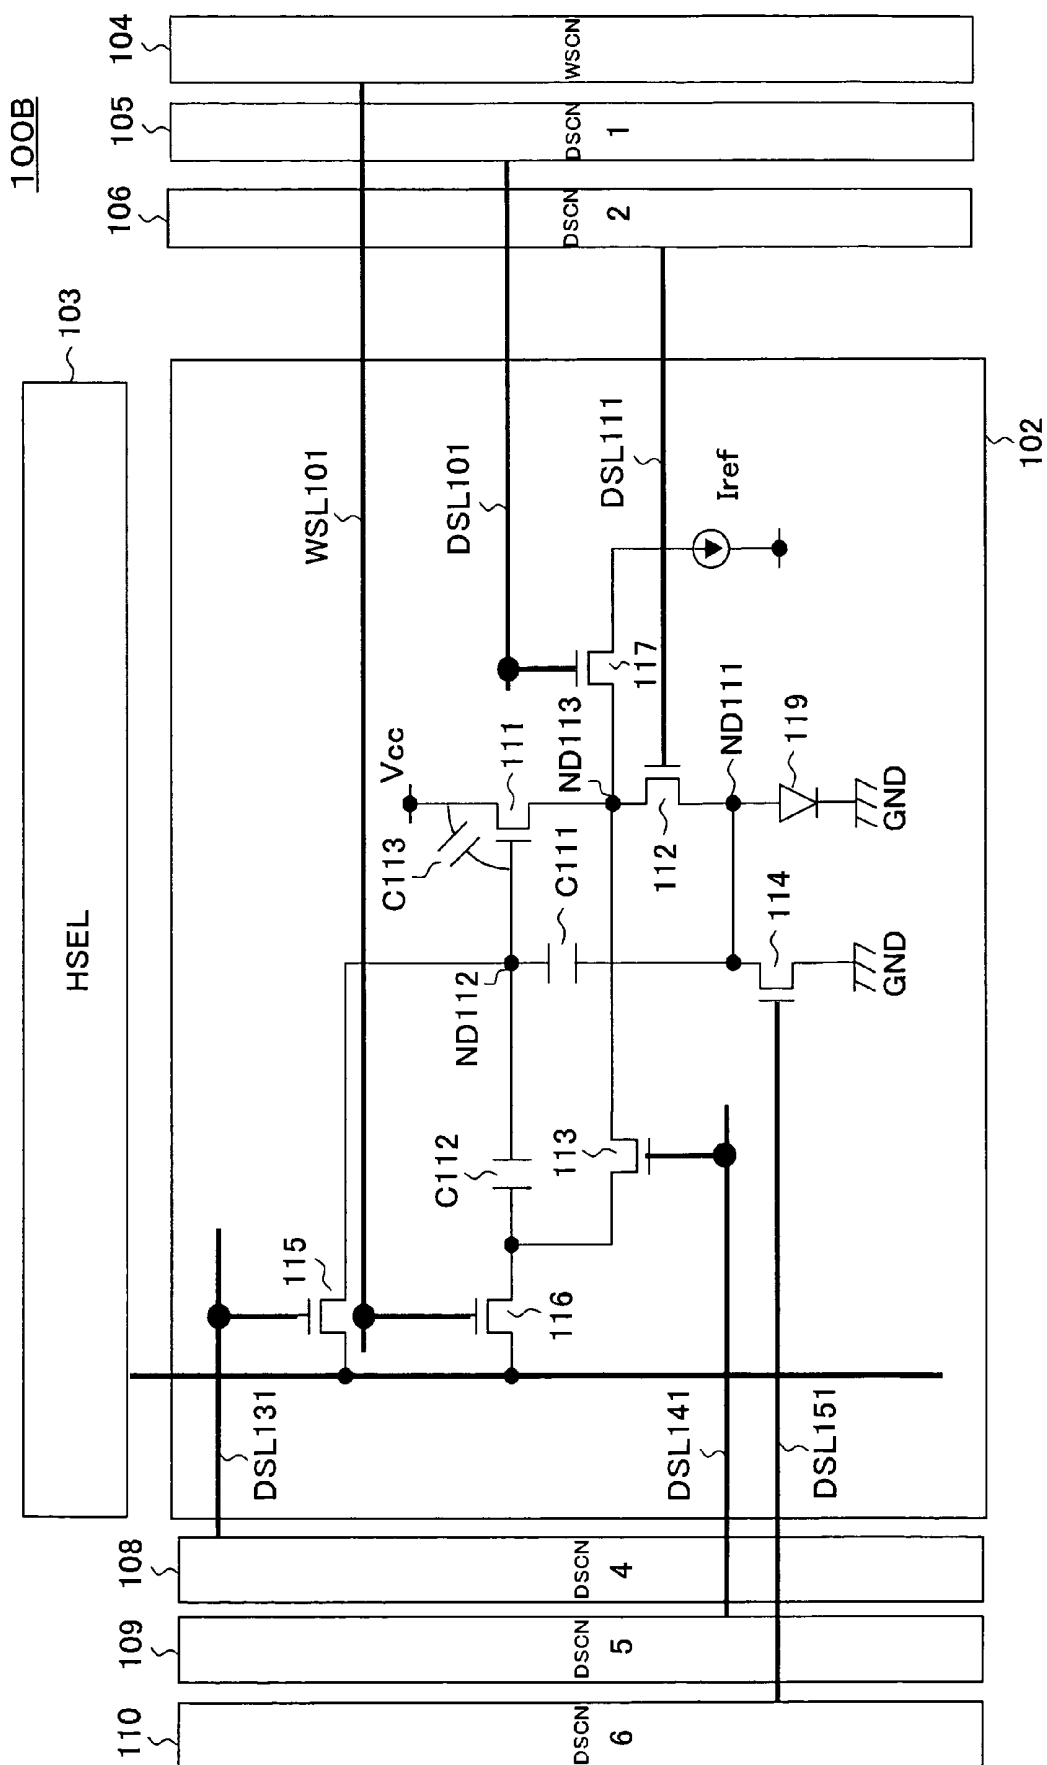 100B
103
HSEL
110
109
108
106
105
104
DSCN
6
DSCN
5
DSCN
4
DSCN
2
DSCN
1
WSCN
DSL131
115
WSL101
DSL101
DSL111
Vcc
C113
111
ND112
C112
116
C111
ND113
117
Iref
113
112
ND111
119
114
GND
GND
DSL141
DSL151
102